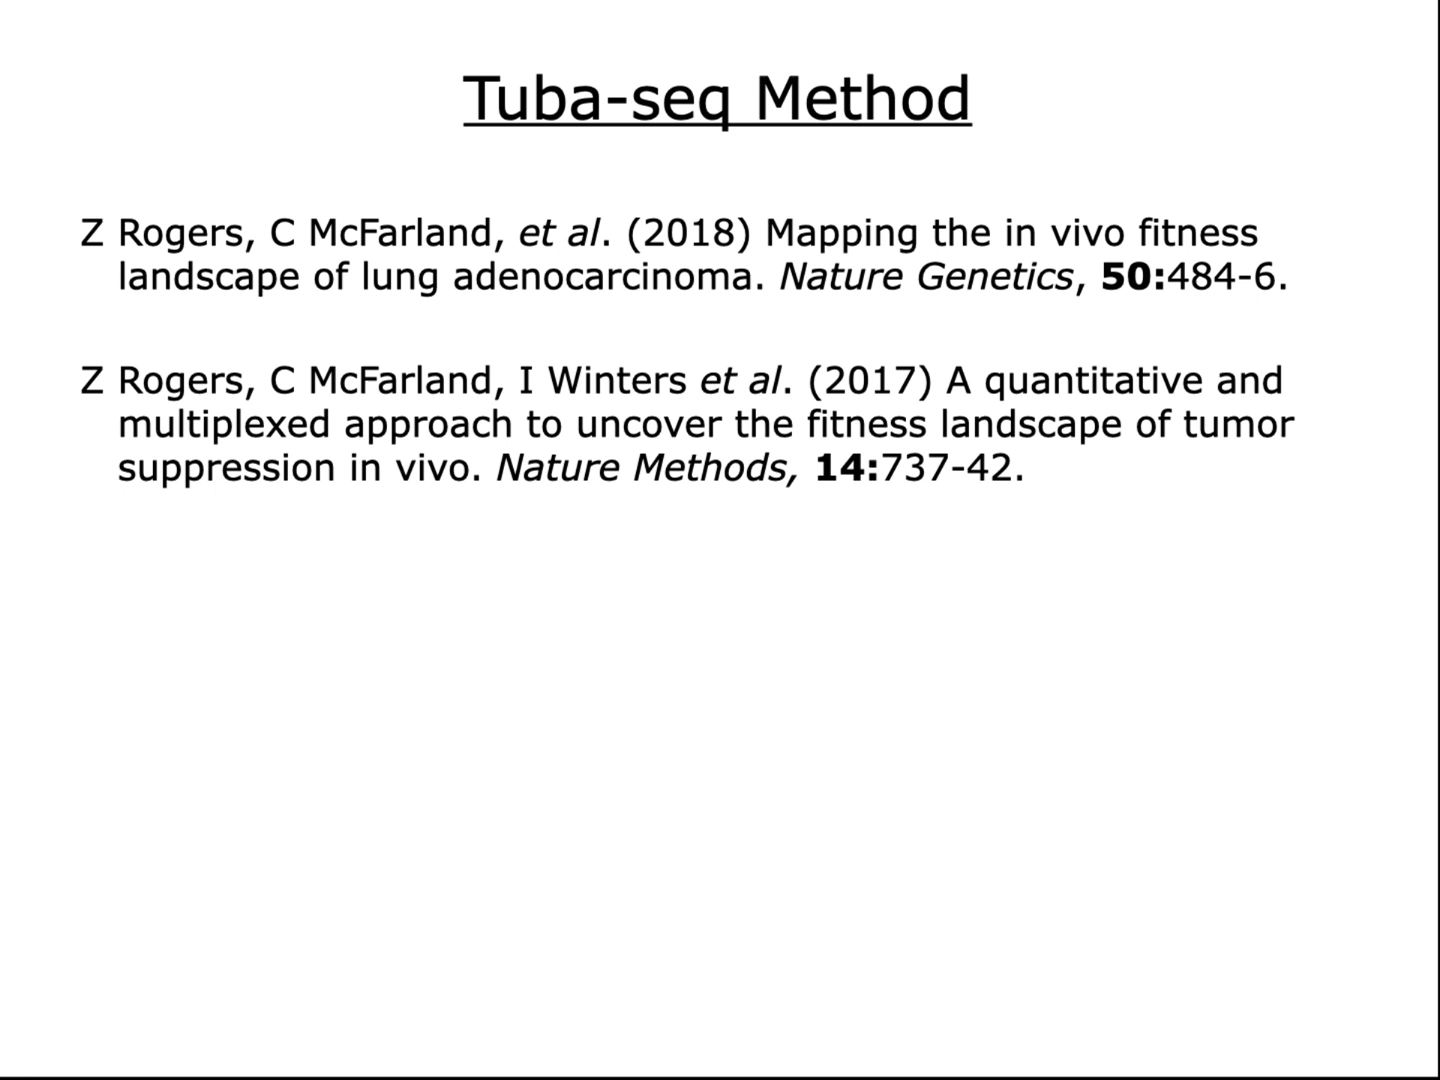 Tuba-seq Method
Z Rogers, C McFarland, et al. (2018) Mapping the in vivo fitness
landscape of lung adenocarcinoma. Nature Genetics, 50:484-6.
Z Rogers, C McFarland, I Winters et al. (2017) A quantitative and
multiplexed approach to uncover the fitness landscape of tumor
suppression in vivo. Nature Methods, 14:737-42.